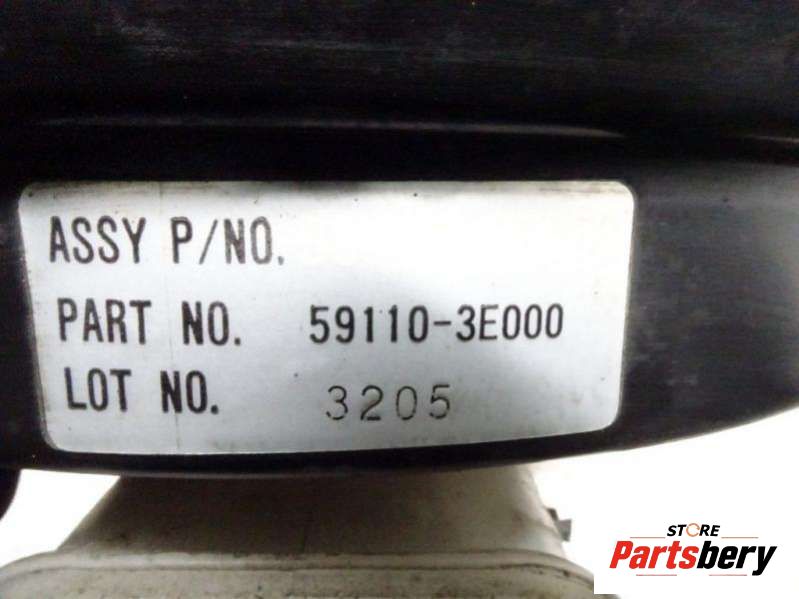 ASSY P/NO.
PART NO. 59110-3E000
LOT NO. 3205
STORE
Partsbery